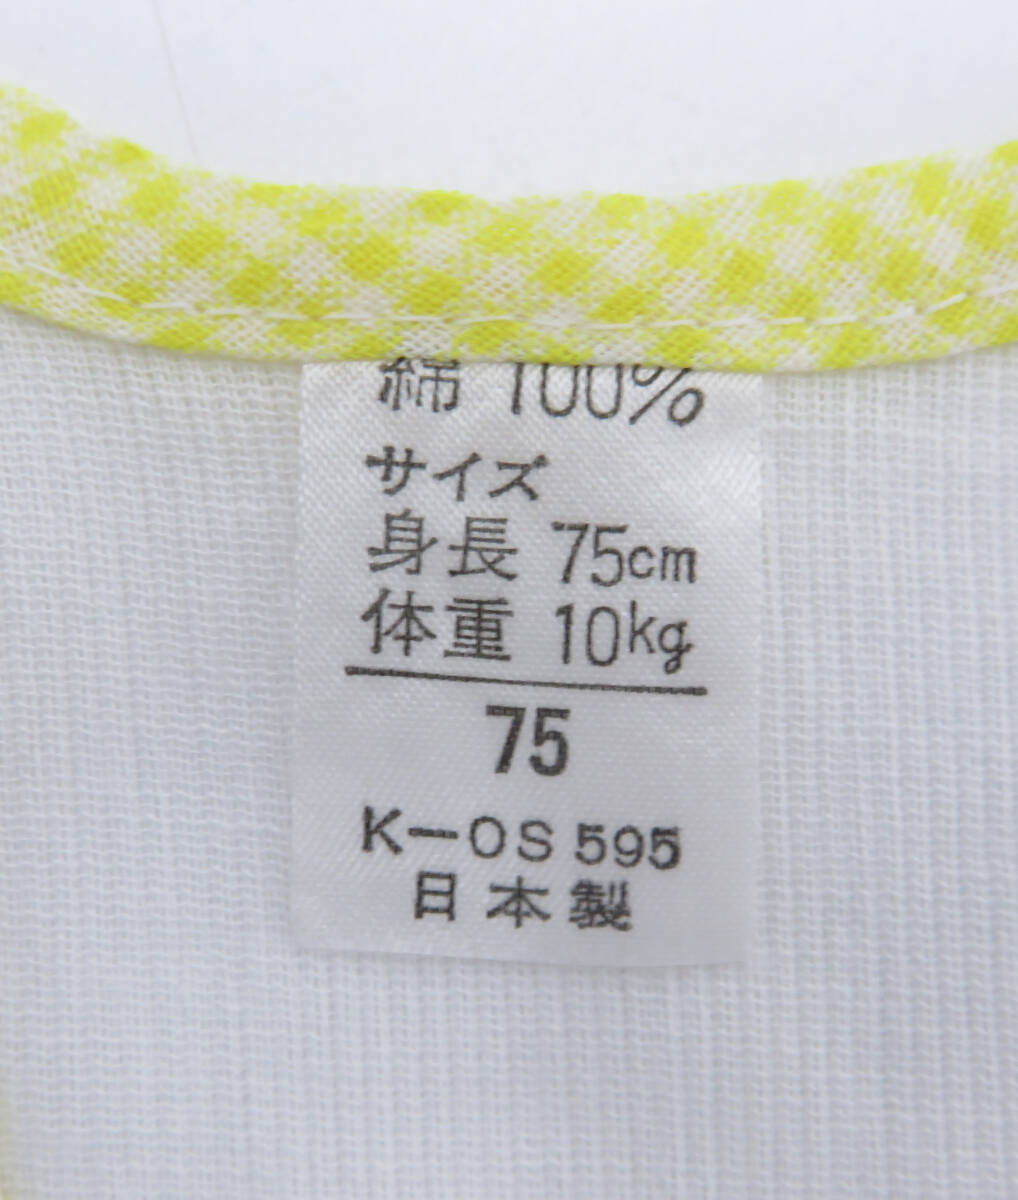 綿 100%
サイズ
身長 75cm
体重 10kg
75
K-OS 595
日本製